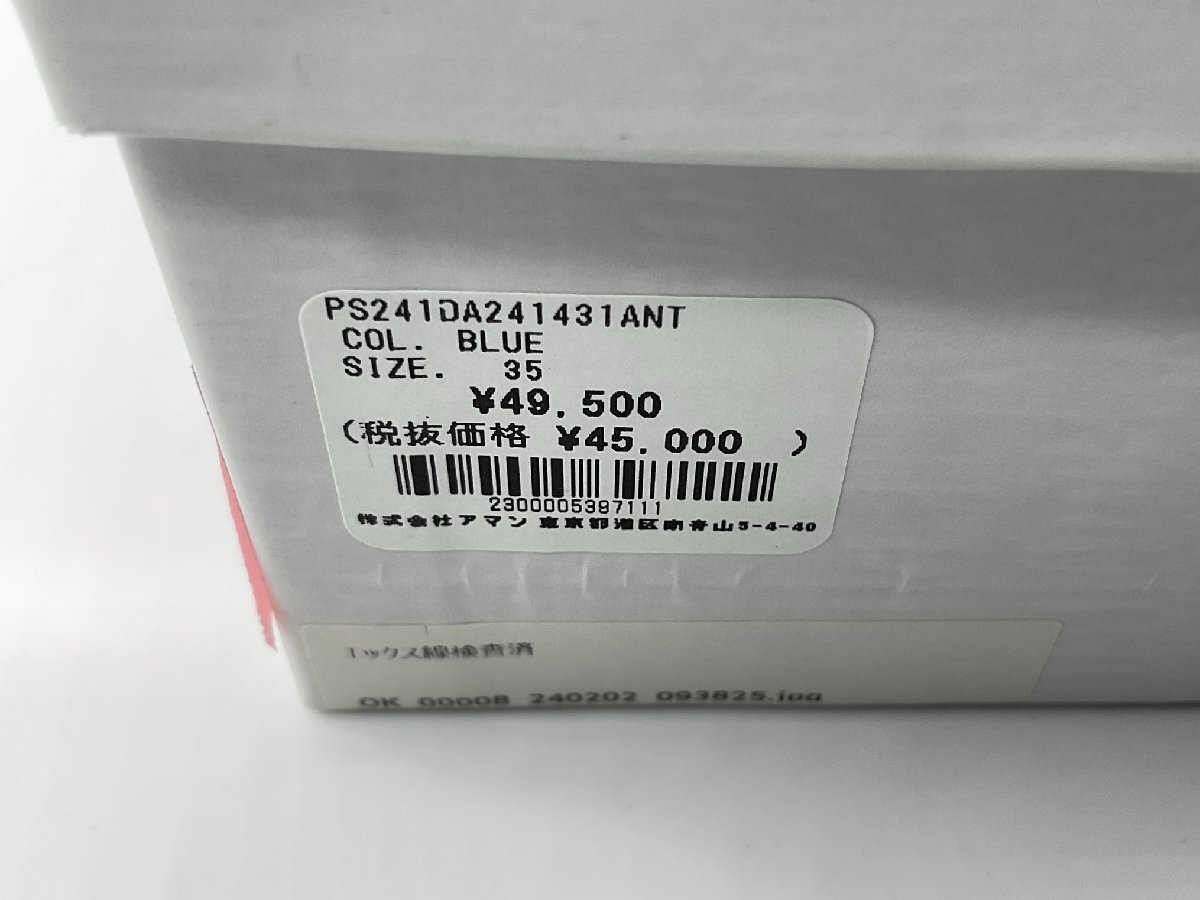 PS241DA241431ANT
COL. BLUE
SIZE. 35
¥49.500
(税抜価格 ¥45.000 )
2300005397111
株式会社アマン 東京都港区南青山5-4-40
エックス線検査済
OK 00008 240202 093825.jpg